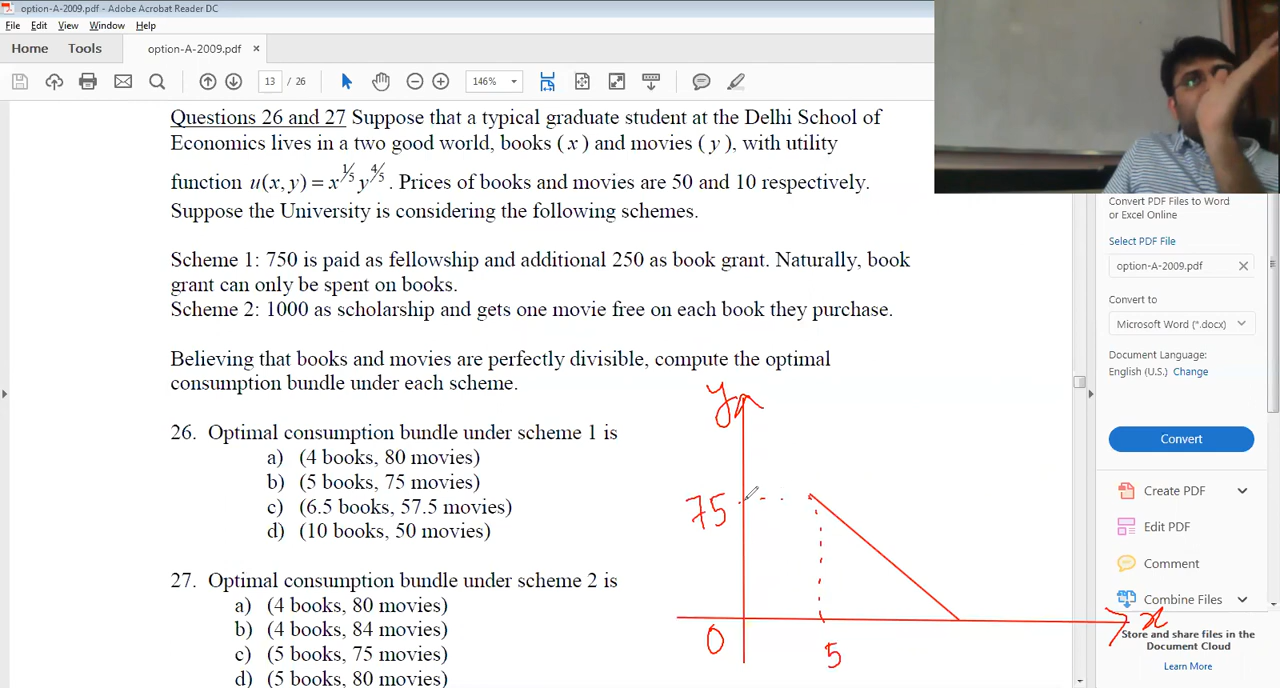 option-A-2009.pdf - Adobe Acrobat Reader DC
File Edit View Window Help
Home Tools option-A-2009.pdf ×
13 / 26 146%
Questions 26 and 27 Suppose that a typical graduate student at the Delhi School of
Economics lives in a two good world, books ( x ) and movies ( y ), with utility
function u(x, y) = x^{1/5} y^{4/5} . Prices of books and movies are 50 and 10 respectively.
Suppose the University is considering the following schemes.
Scheme 1: 750 is paid as fellowship and additional 250 as book grant. Naturally, book
grant can only be spent on books.
Scheme 2: 1000 as scholarship and gets one movie free on each book they purchase.
Believing that books and movies are perfectly divisible, compute the optimal
consumption bundle under each scheme.
26. Optimal consumption bundle under scheme 1 is
a) (4 books, 80 movies)
b) (5 books, 75 movies)
c) (6.5 books, 57.5 movies)
d) (10 books, 50 movies)
27. Optimal consumption bundle under scheme 2 is
a) (4 books, 80 movies)
b) (4 books, 84 movies)
c) (5 books, 75 movies)
d) (5 books, 80 movies)
y
75
0
5
x
Convert PDF Files to Word
or Excel Online
Select PDF File
option-A-2009.pdf
Convert to
Microsoft Word (*.docx)
Document Language:
English (U.S.) Change
Convert
Create PDF
Edit PDF
Comment
Combine Files
Store and share files in the
Document Cloud
Learn More